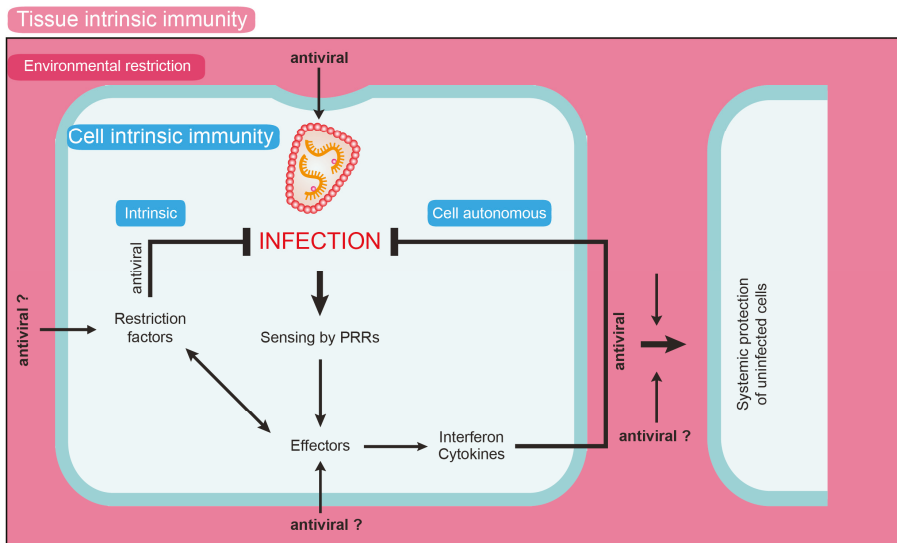 Tissue intrinsic immunity
Environmental restriction
antiviral
Cell intrinsic immunity
Intrinsic
Cell autonomous
antiviral
INFECTION
antiviral ?
Restriction
factors
Sensing by PRRs
antiviral
Systemic protection
of uninfected cells
Effectors
Interferon
Cytokines
antiviral ?
antiviral ?